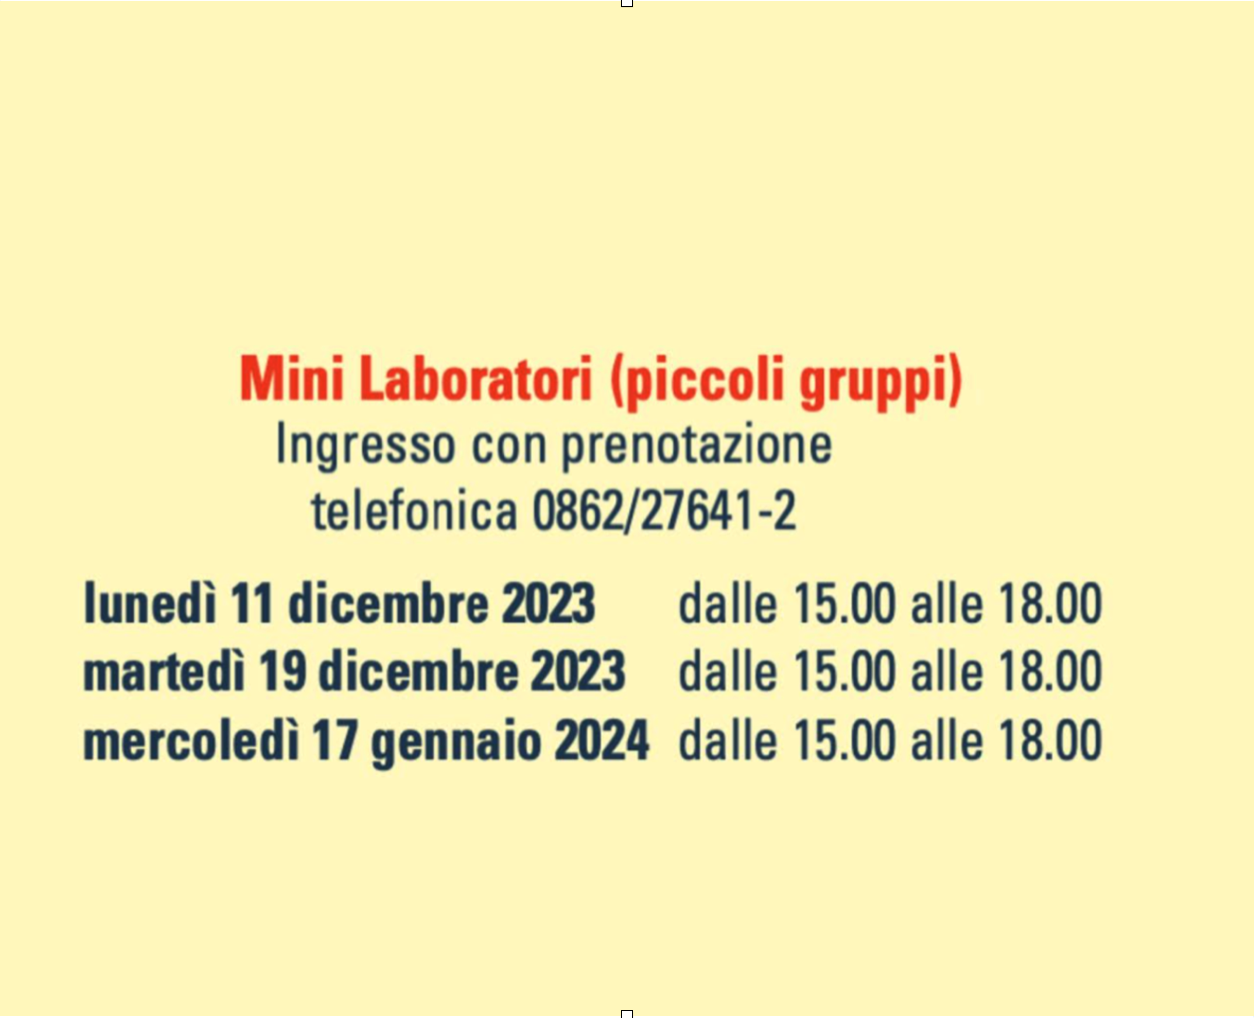 Mini Laboratori (piccoli gruppi)
Ingresso con prenotazione
telefonica 0862/27641-2
lunedì 11 dicembre 2023 dalle 15.00 alle 18.00
martedì 19 dicembre 2023 dalle 15.00 alle 18.00
mercoledì 17 gennaio 2024 dalle 15.00 alle 18.00